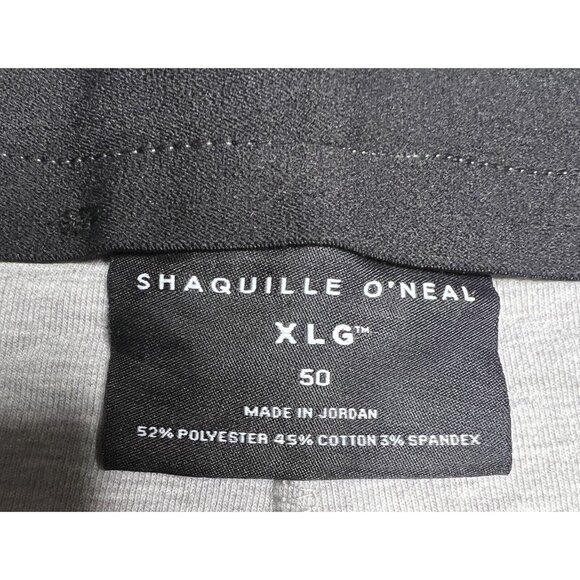 SHAQUILLE O'NEAL
XLG™
50
MADE IN JORDAN
52% POLYESTER 45% COTTON 3% SPANDEX